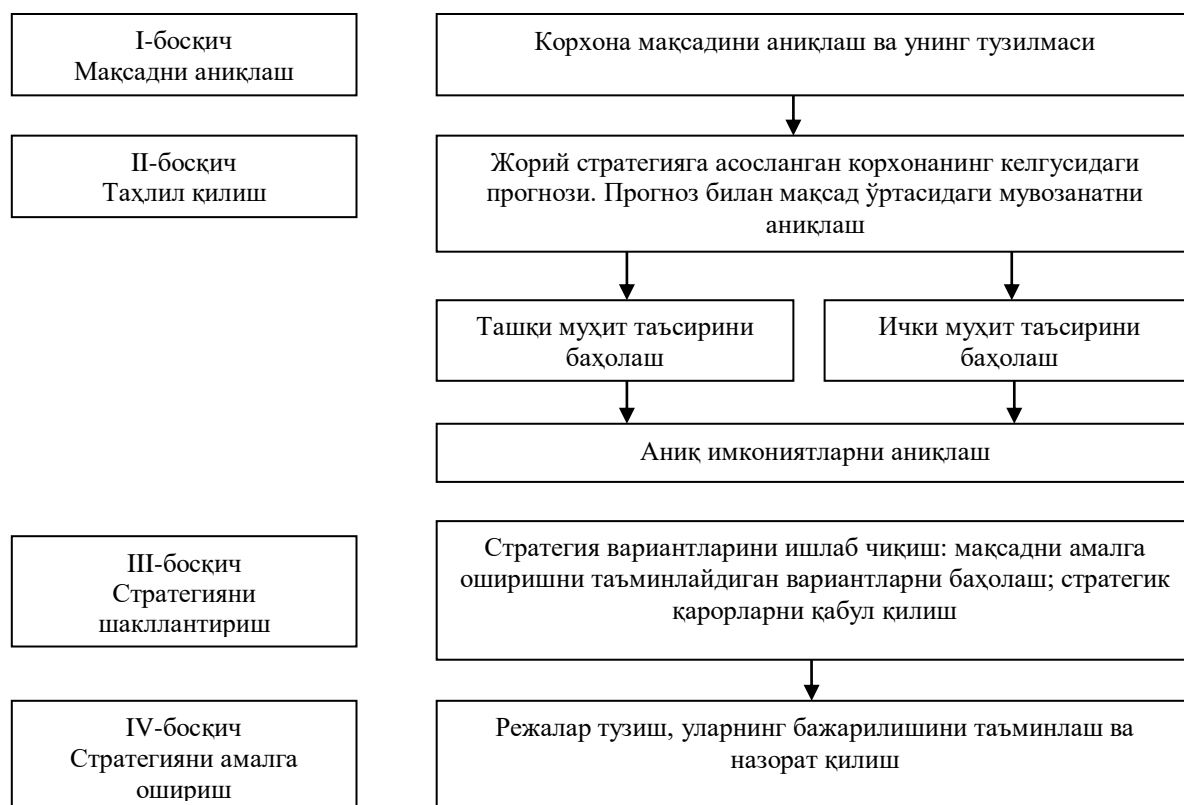 I-босқич
Мақсадни аниқлаш
Корхона мақсадини аниқлаш ва унинг тузилмаси
II-босқич
Таҳлил қилиш
Жорий стратегияга асосланган корхонанинг келгусидаги
прогнози. Прогноз билан мақсад ўртасидаги мувозанатни
аниқлаш
Ташқи муҳит таъсирини
баҳолаш
Ички муҳит таъсирини
баҳолаш
Аниқ имкониятларни аниқлаш
III-босқич
Стратегияни
шакллантириш
Стратегия вариантларини ишлаб чиқиш: мақсадни амалга
оширишни таъминлайдиган вариантларни баҳолаш; стратегик
қарорларни қабул қилиш
IV-босқич
Стратегияни амалга
ошириш
Режалар тузиш, уларнинг бажарилишини таъминлаш ва
назорат қилиш